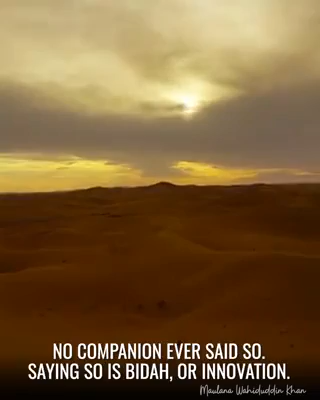 NO COMPANION EVER SAID SO.
SAYING SO IS BIDAH, OR INNOVATION.
Maulana Wahiduddin Khan